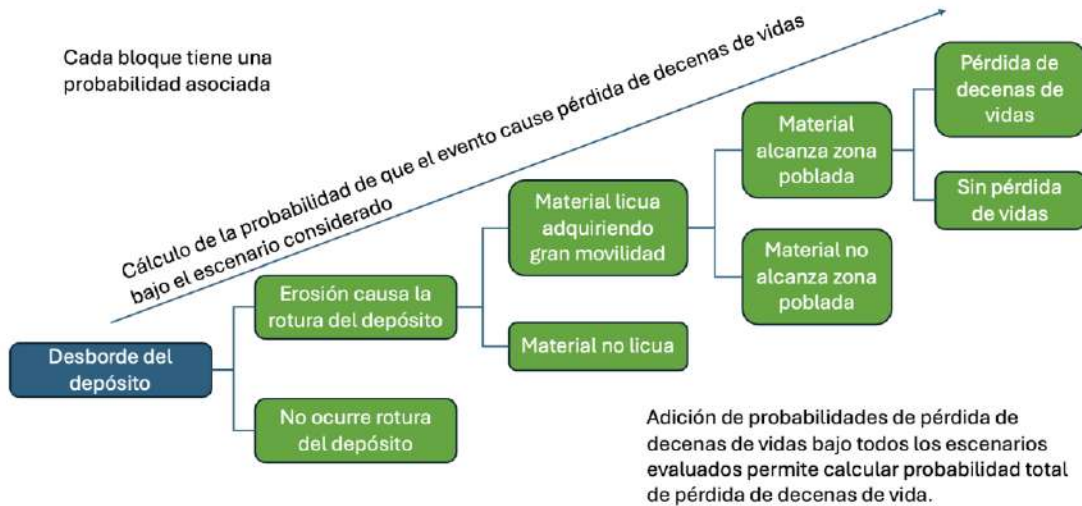 Cada bloque tiene una
probabilidad asociada
Cálculo de la probabilidad de que el evento cause pérdida de decenas de vidas
bajo el escenario considerado
Desborde del
depósito
Erosión causa la
rotura del depósito
No ocurre rotura
del depósito
Material licua
adquiriendo
gran movilidad
Material no licua
Material
alcanza zona
poblada
Material no
alcanza zona
poblada
Pérdida de
decenas de
vidas
Sin pérdida
de vidas
Adición de probabilidades de pérdida de
decenas de vidas bajo todos los escenarios
evaluados permite calcular probabilidad total
de pérdida de decenas de vida.